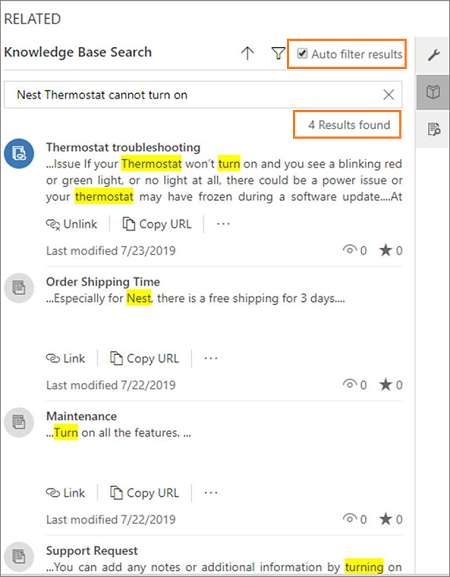 RELATED
Knowledge Base Search
Auto filter results
Nest Thermostat cannot turn on
4 Results found
Thermostat troubleshooting
...Issue If your Thermostat won't turn on and you see a blinking red
or green light, or no light at all, there could be a power issue or
your thermostat may have frozen during a software update....At
Unlink Copy URL ...
Last modified 7/23/2019 0 0
Order Shipping Time
...Especially for Nest, there is a free shipping for 3 days....
Link Copy URL ...
Last modified 7/22/2019 0 0
Maintenance
...Turn on all the features. ...
Link Copy URL ...
Last modified 7/22/2019 0 0
Support Request
...You can add any notes or additional information by turning on